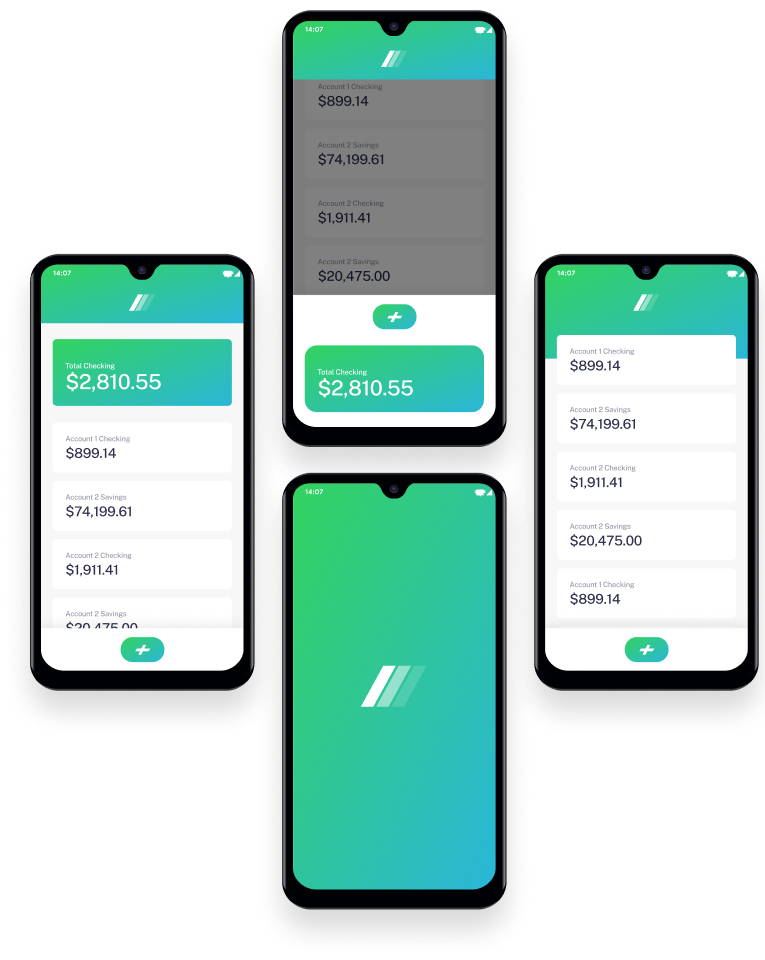 14:07
Account 1 Checking
$899.14
Account 2 Savings
$74,199.61
Account 2 Checking
$1,911.41
Account 2 Savings
$20,475.00
Total Checking
$2,810.55
14:07
Total Checking
$2,810.55
Account 1 Checking
$899.14
Account 2 Savings
$74,199.61
Account 2 Checking
$1,911.41
Account 2 Savings
$20,475.00
14:07
Account 1 Checking
$899.14
Account 2 Savings
$74,199.61
Account 2 Checking
$1,911.41
Account 2 Savings
$20,475.00
Account 1 Checking
$899.14
14:07